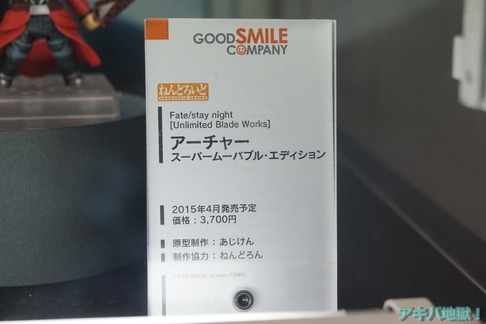 GOOD SMILE
COMPANY
ねんどろいど
Fate/stay night
[Unlimited Blade Works]
アーチャー
スーパームーバブル・エディション
2015年4月発売予定
価格：3,700円
原型制作：あじけん
制作協力：ねんどろん
アキバ地獄！